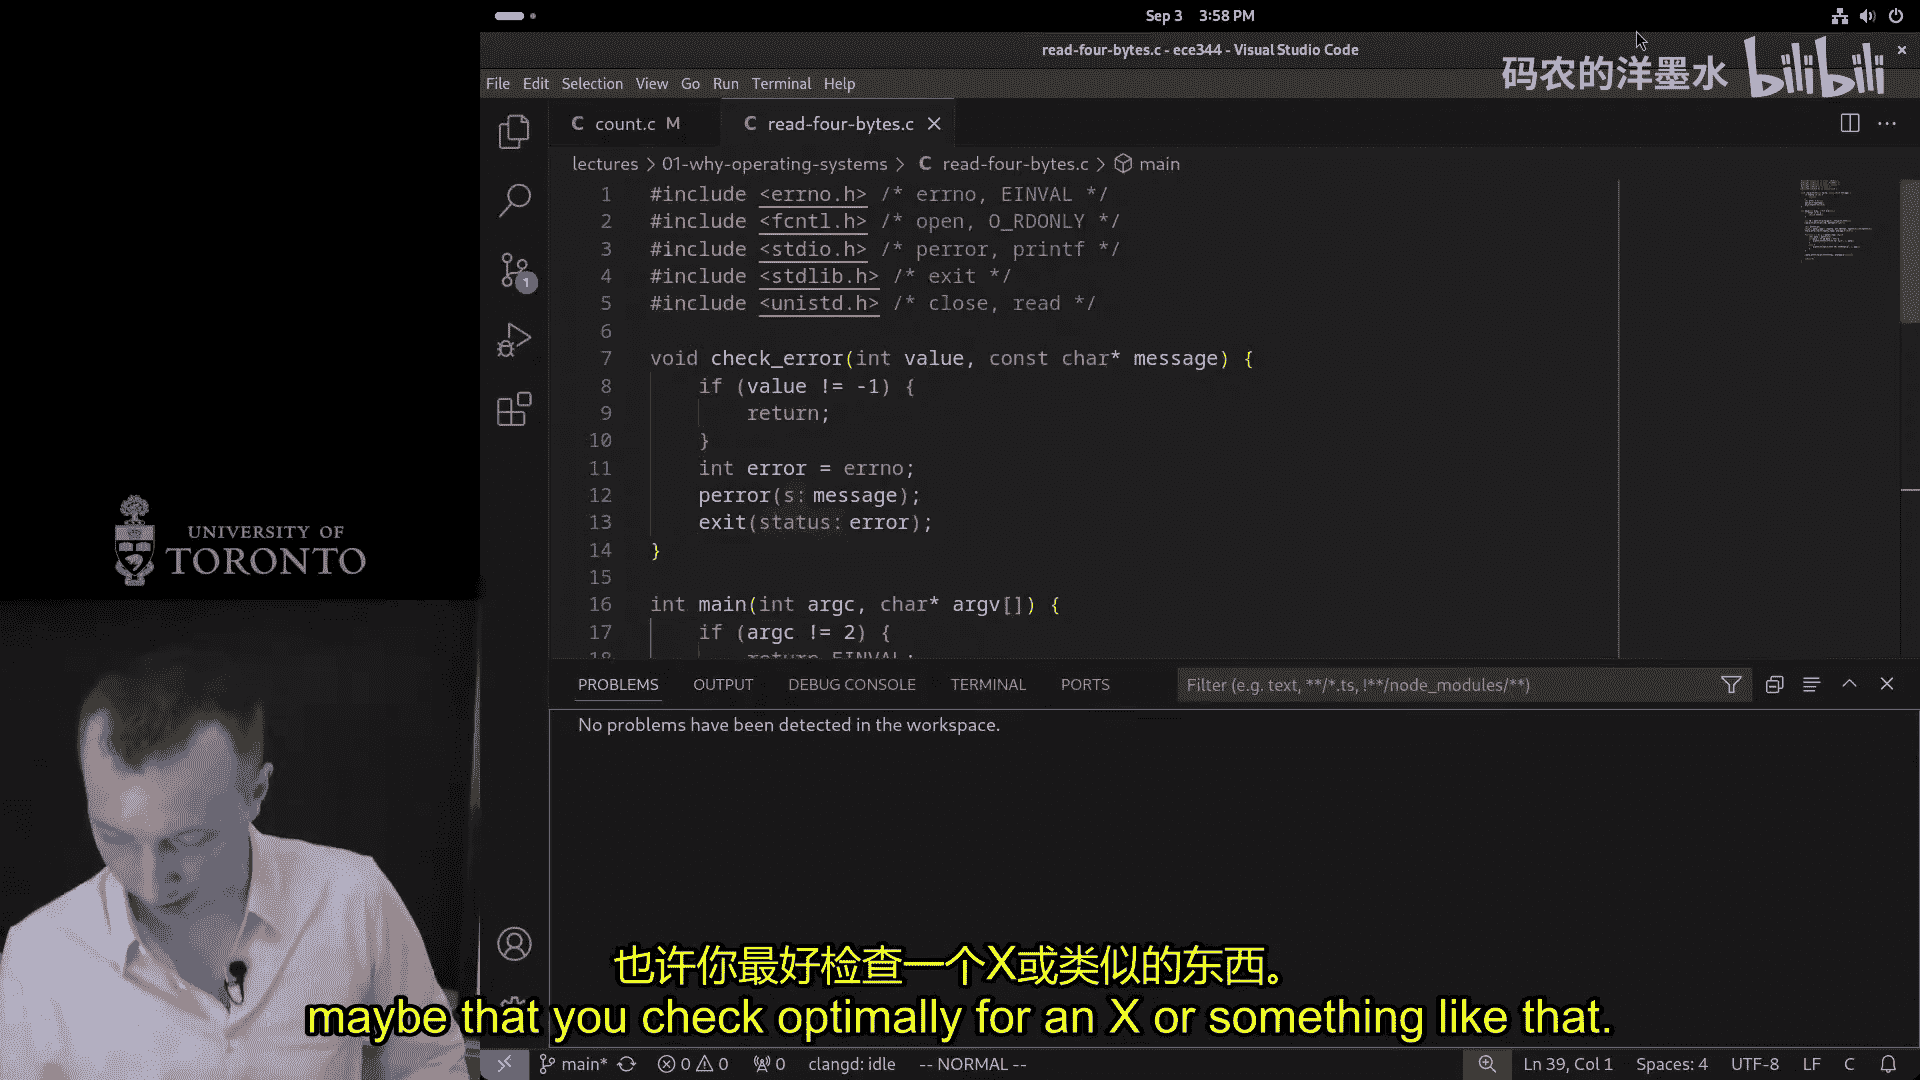 Sep 3 3:58 PM
read-four-bytes.c - ece344 - Visual Studio Code
码农的洋墨水 bilibili
File Edit Selection View Go Run Terminal Help
C count.c M
C read-four-bytes.c
lectures > 01-why-operating-systems > C read-four-bytes.c > main
1 #include <errno.h> /* errno, EINVAL */
2 #include <fcntl.h> /* open, O_RDONLY */
3 #include <stdio.h> /* perror, printf */
4 #include <stdlib.h> /* exit */
5 #include <unistd.h> /* close, read */
6
7 void check_error(int value, const char* message) {
8 if (value != -1) {
9 return;
10 }
11 int error = errno;
12 perror(s: message);
13 exit(status: error);
14 }
15
16 int main(int argc, char* argv[]) {
17 if (argc != 2) {
18 return EINVAL;
1
UNIVERSITY OF
TORONTO
PROBLEMS OUTPUT DEBUG CONSOLE TERMINAL PORTS Filter (e.g. text, **/*.ts, !**/node_modules/**)
No problems have been detected in the workspace.
也许你最好检查一个X或类似的东西。
maybe that you check optimally for an X or something like that.
main* 0 0 0 clangd: idle -- NORMAL -- Ln 39, Col 1 Spaces: 4 UTF-8 LF C